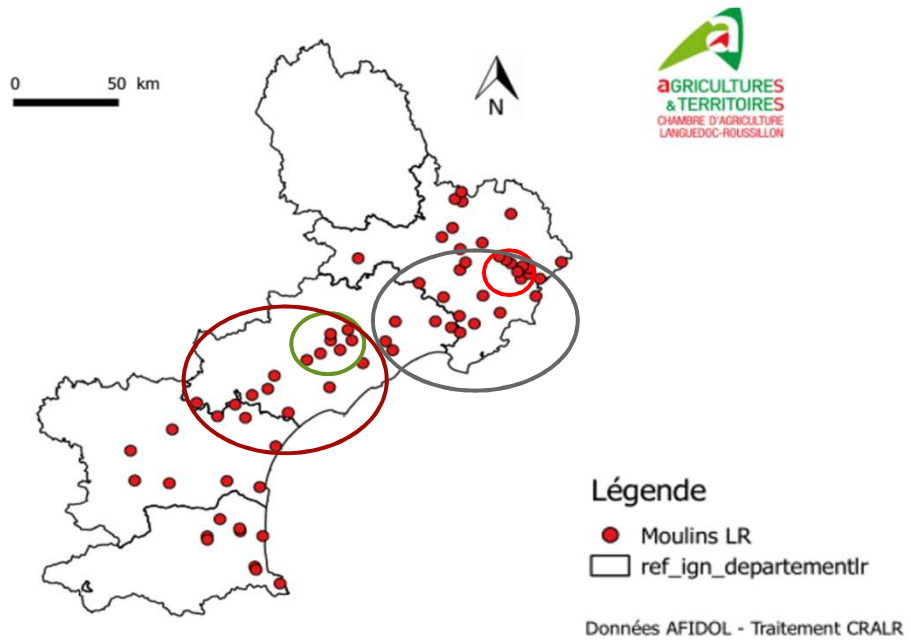 0 50 km
N
a
AGRICULTURES
& TERRITOIRES
CHAMBRE D'AGRICULTURE
LANGUEDOC-ROUSSILLON
Légende
Moulins LR
ref_ign_departementlr
Données AFIDOL - Traitement CRALR